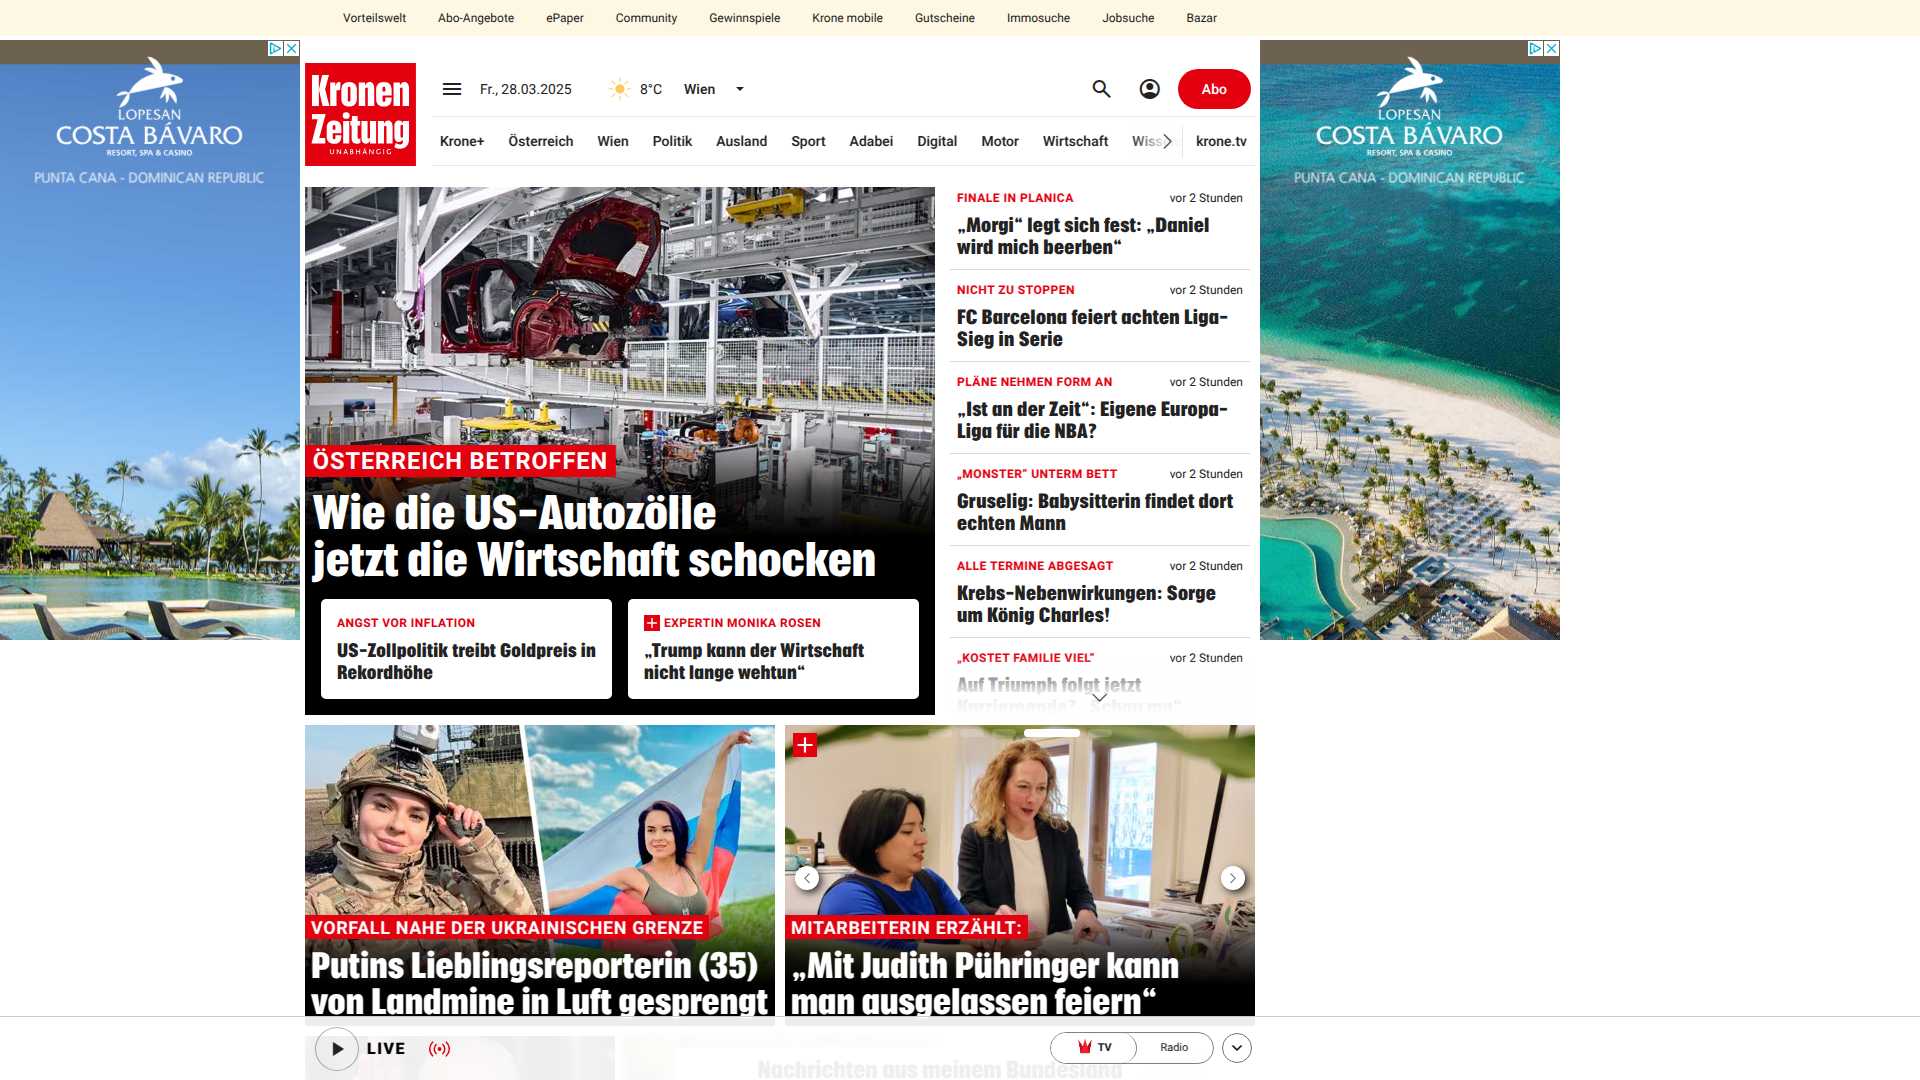 Vorteilswelt Abo-Angebote ePaper Community Gewinnspiele Krone mobile Gutscheine Immosuche Jobsuche Bazar
LOPESAN
COSTA BÁVARO
RESORT, SPA & CASINO
PUNTA CANA - DOMINICAN REPUBLIC
Kronen
Zeitung
UNABHÄNGIG
Fr., 28.03.2025 8°C Wien
Abo
Krone+ Österreich Wien Politik Ausland Sport Adabei Digital Motor Wirtschaft Wiss krone.tv
LOPESAN
COSTA BÁVARO
RESORT, SPA & CASINO
PUNTA CANA - DOMINICAN REPUBLIC
ÖSTERREICH BETROFFEN
Wie die US-Autozölle
jetzt die Wirtschaft schocken
ANGST VOR INFLATION
US-Zollpolitik treibt Goldpreis in
Rekordhöhe
EXPERTIN MONIKA ROSEN
„Trump kann der Wirtschaft
nicht lange wehtun“
FINALE IN PLANICA vor 2 Stunden
„Morgi“ legt sich fest: „Daniel
wird mich beerben“
NICHT ZU STOPPEN vor 2 Stunden
FC Barcelona feiert achten Liga-
Sieg in Serie
PLÄNE NEHMEN FORM AN vor 2 Stunden
„Ist an der Zeit“: Eigene Europa-
Liga für die NBA?
„MONSTER“ UNTERM BETT vor 2 Stunden
Gruselig: Babysitterin findet dort
echten Mann
ALLE TERMINE ABGESAGT vor 2 Stunden
Krebs-Nebenwirkungen: Sorge
um König Charles!
„KOSTET FAMILIE VIEL“ vor 2 Stunden
Auf Triumph folgt jetzt
Karriereende? „Schau ma“
VORFALL NAHE DER UKRAINISCHEN GRENZE
Putins Lieblingsreporterin (35)
von Landmine in Luft gesprengt
MITARBEITERIN ERZÄHLT:
„Mit Judith Pühringer kann
man ausgelassen feiern“
LIVE
TV Radio
Nachrichten aus meinem Bundesland